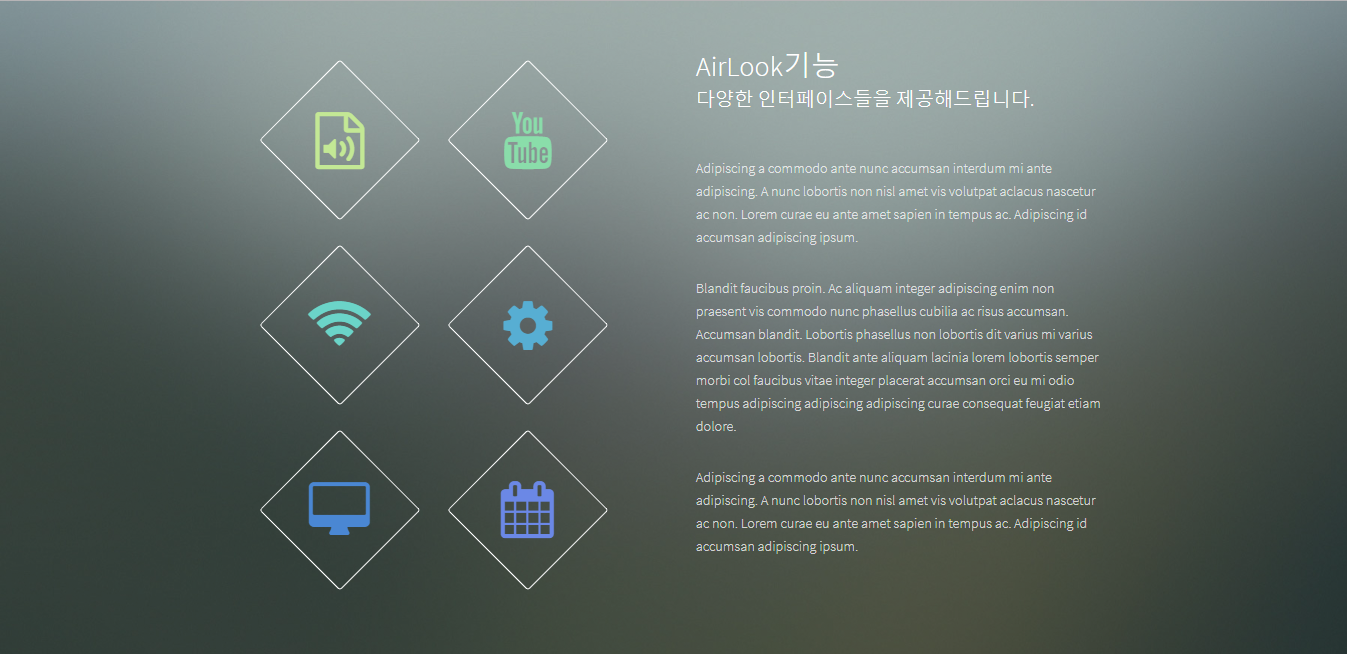 You
Tube
AirLook기능
다양한 인터페이스들을 제공해드립니다.
Adipiscing a commodo ante nunc accumsan interdum mi ante
adipiscing. A nunc lobortis non nisl amet vis volutpat aclacus nascetur
ac non. Lorem curae eu ante amet sapien in tempus ac. Adipiscing id
accumsan adipiscing ipsum.
Blandit faucibus proin. Ac aliquam integer adipiscing enim non
praesent vis commodo nunc phasellus cubilia ac risus accumsan.
Accumsan blandit. Lobortis phasellus non lobortis dit varius mi varius
accumsan lobortis. Blandit ante aliquam lacinia lorem lobortis semper
morbi col faucibus vitae integer placerat accumsan orci eu mi odio
tempus adipiscing adipiscing adipiscing curae consequat feugiat etiam
dolore.
Adipiscing a commodo ante nunc accumsan interdum mi ante
adipiscing. A nunc lobortis non nisl amet vis volutpat aclacus nascetur
ac non. Lorem curae eu ante amet sapien in tempus ac. Adipiscing id
accumsan adipiscing ipsum.